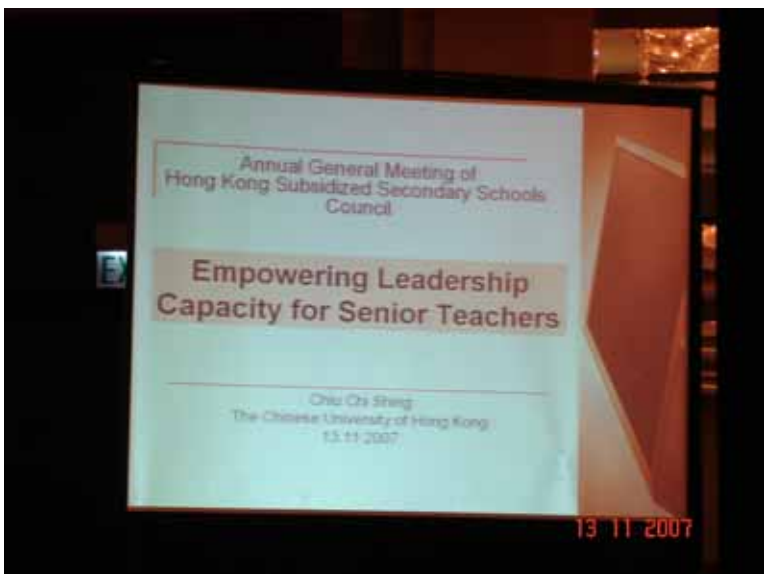 Annual General Meeting of
Hong Kong Subsidized Secondary Schools
Council
Empowering Leadership
Capacity for Senior Teachers
Chiu Chi Shing
The Chinese University of Hong Kong
13.11.2007
EX
13 11 2007